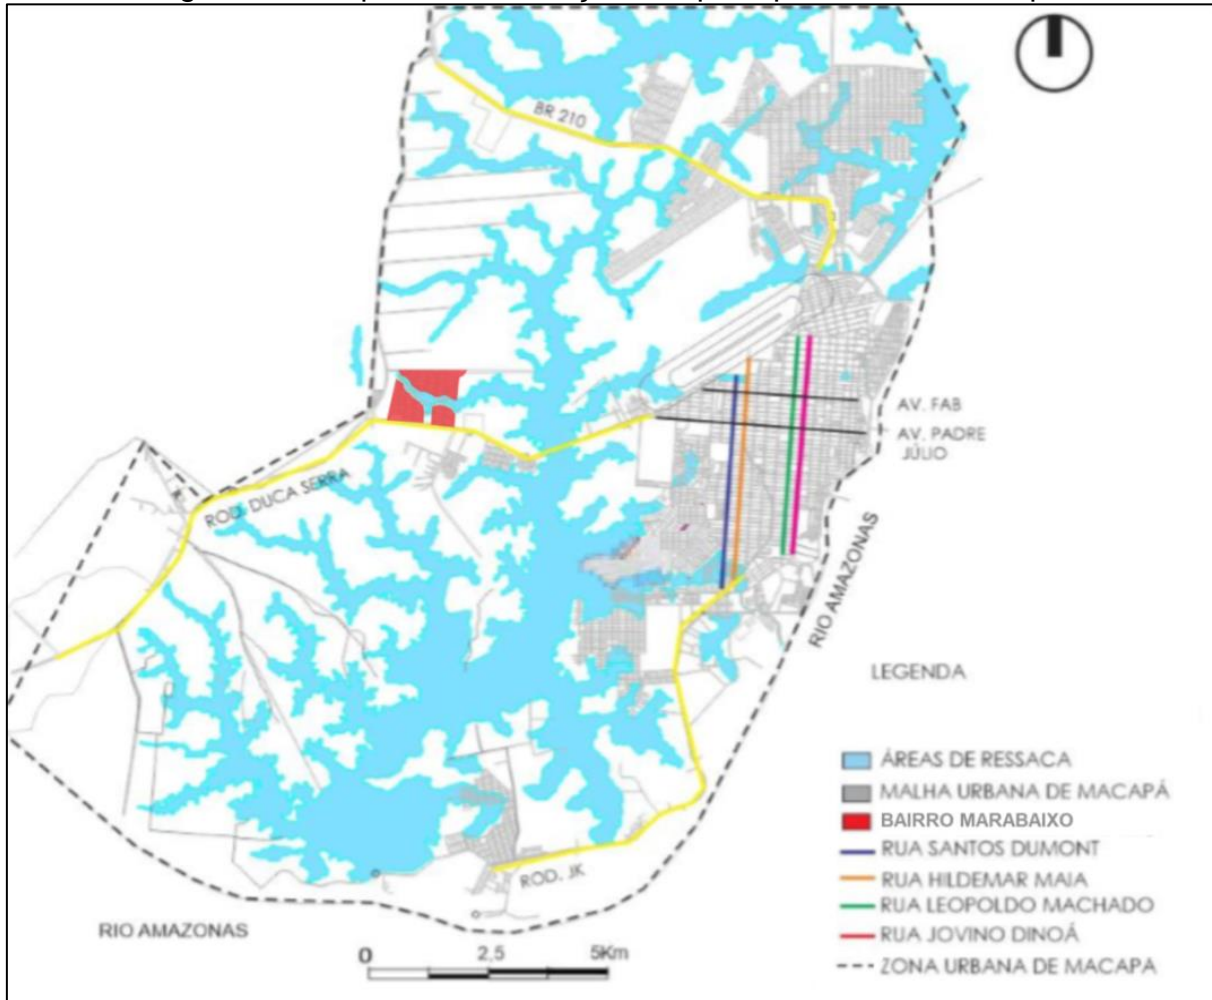 BR 210
AV. FAB
AV. PADRE
JÚLIO
ROD. DUCA SERRA
RIO AMAZONAS
LEGENDA
ÁREAS DE RESSACA
MALHA URBANA DE MACAPÁ
BAIRRO MARABAIXO
RUA SANTOS DUMONT
RUA HILDEMAR MAIA
RUA LEOPOLDO MACHADO
RUA JOVINO DINOÁ
ZONA URBANA DE MACAPÁ
ROD. JK
RIO AMAZONAS
0 2,5 5Km